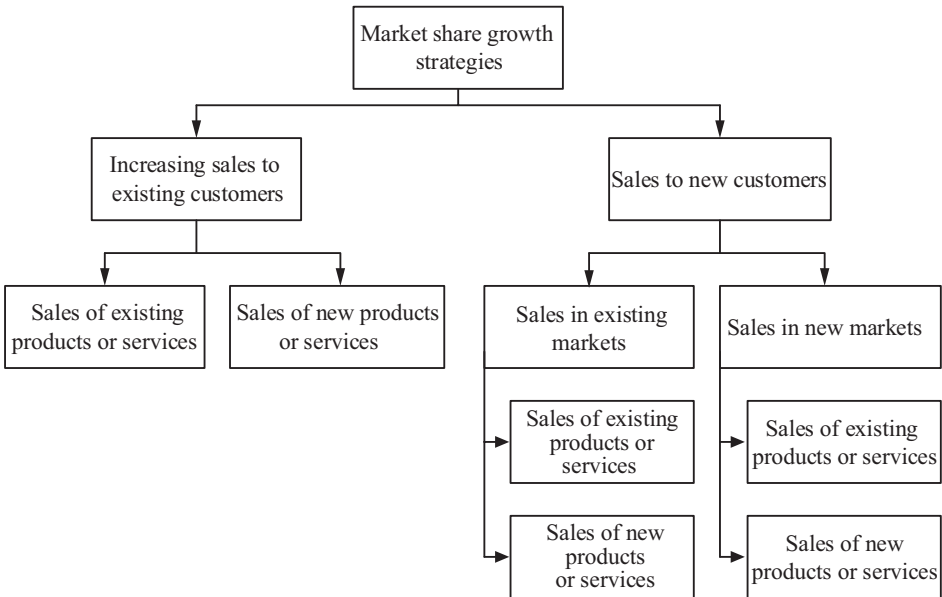 Market share growth
strategies
Increasing sales to
existing customers
Sales to new customers
Sales of existing
products or services
Sales of new products
or services
Sales in existing
markets
Sales in new markets
Sales of existing
products or
services
Sales of existing
products or services
Sales of new
products
or services
Sales of new
products or services